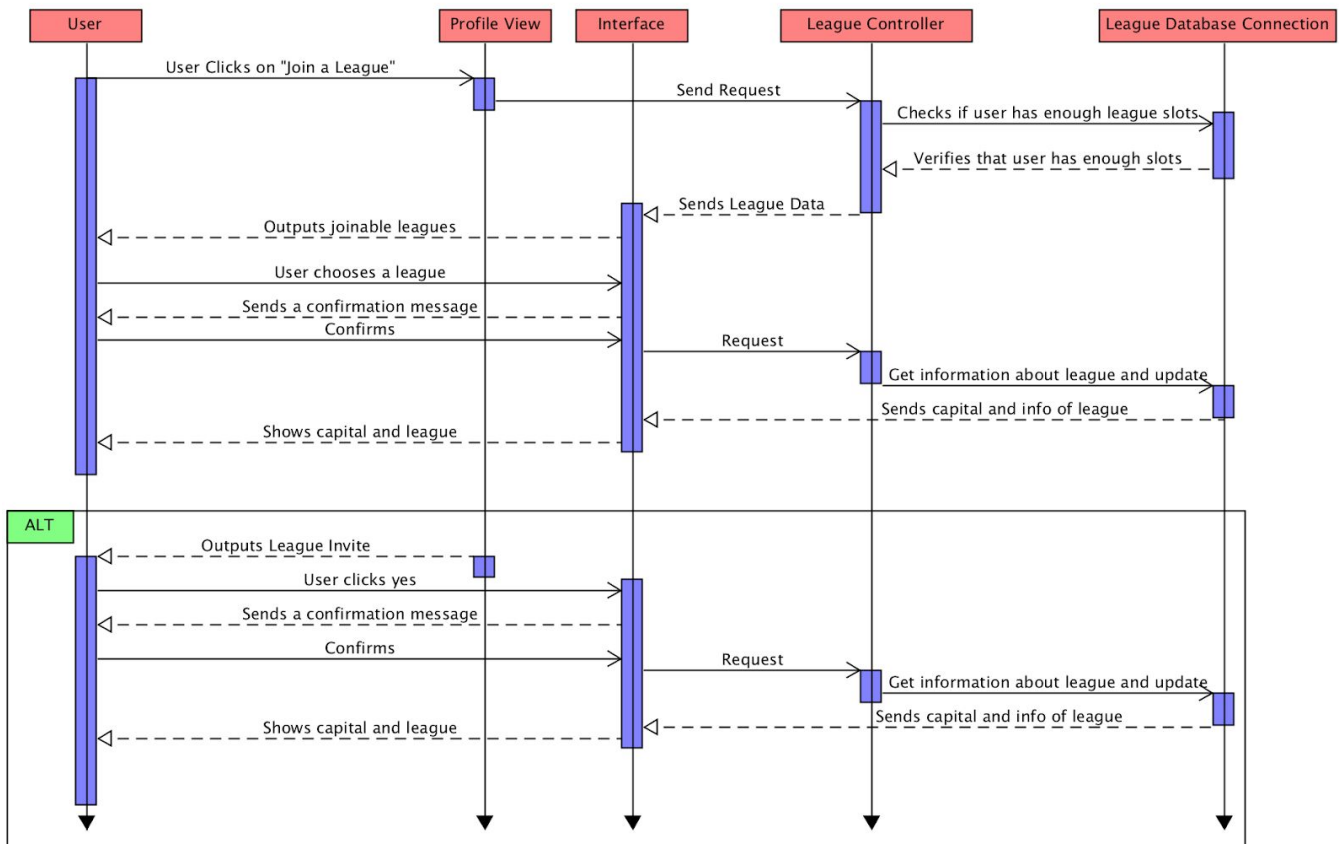 User
Profile View
Interface
League Controller
League Database Connection
User Clicks on "Join a League"
Send Request
Checks if user has enough league slots
Verifies that user has enough slots
Sends League Data
Outputs joinable leagues
User chooses a league
Sends a confirmation message
Confirms
Request
Get information about league and update
Sends capital and info of league
Shows capital and league
ALT
Outputs League Invite
User clicks yes
Sends a confirmation message
Confirms
Request
Get information about league and update
Sends capital and info of league
Shows capital and league